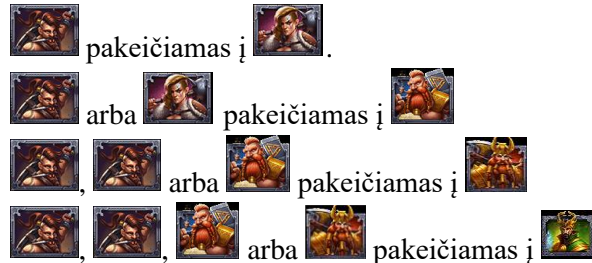 pakeičiamas į .
arba pakeičiamas į
, arba pakeičiamas į
, , arba pakeičiamas į